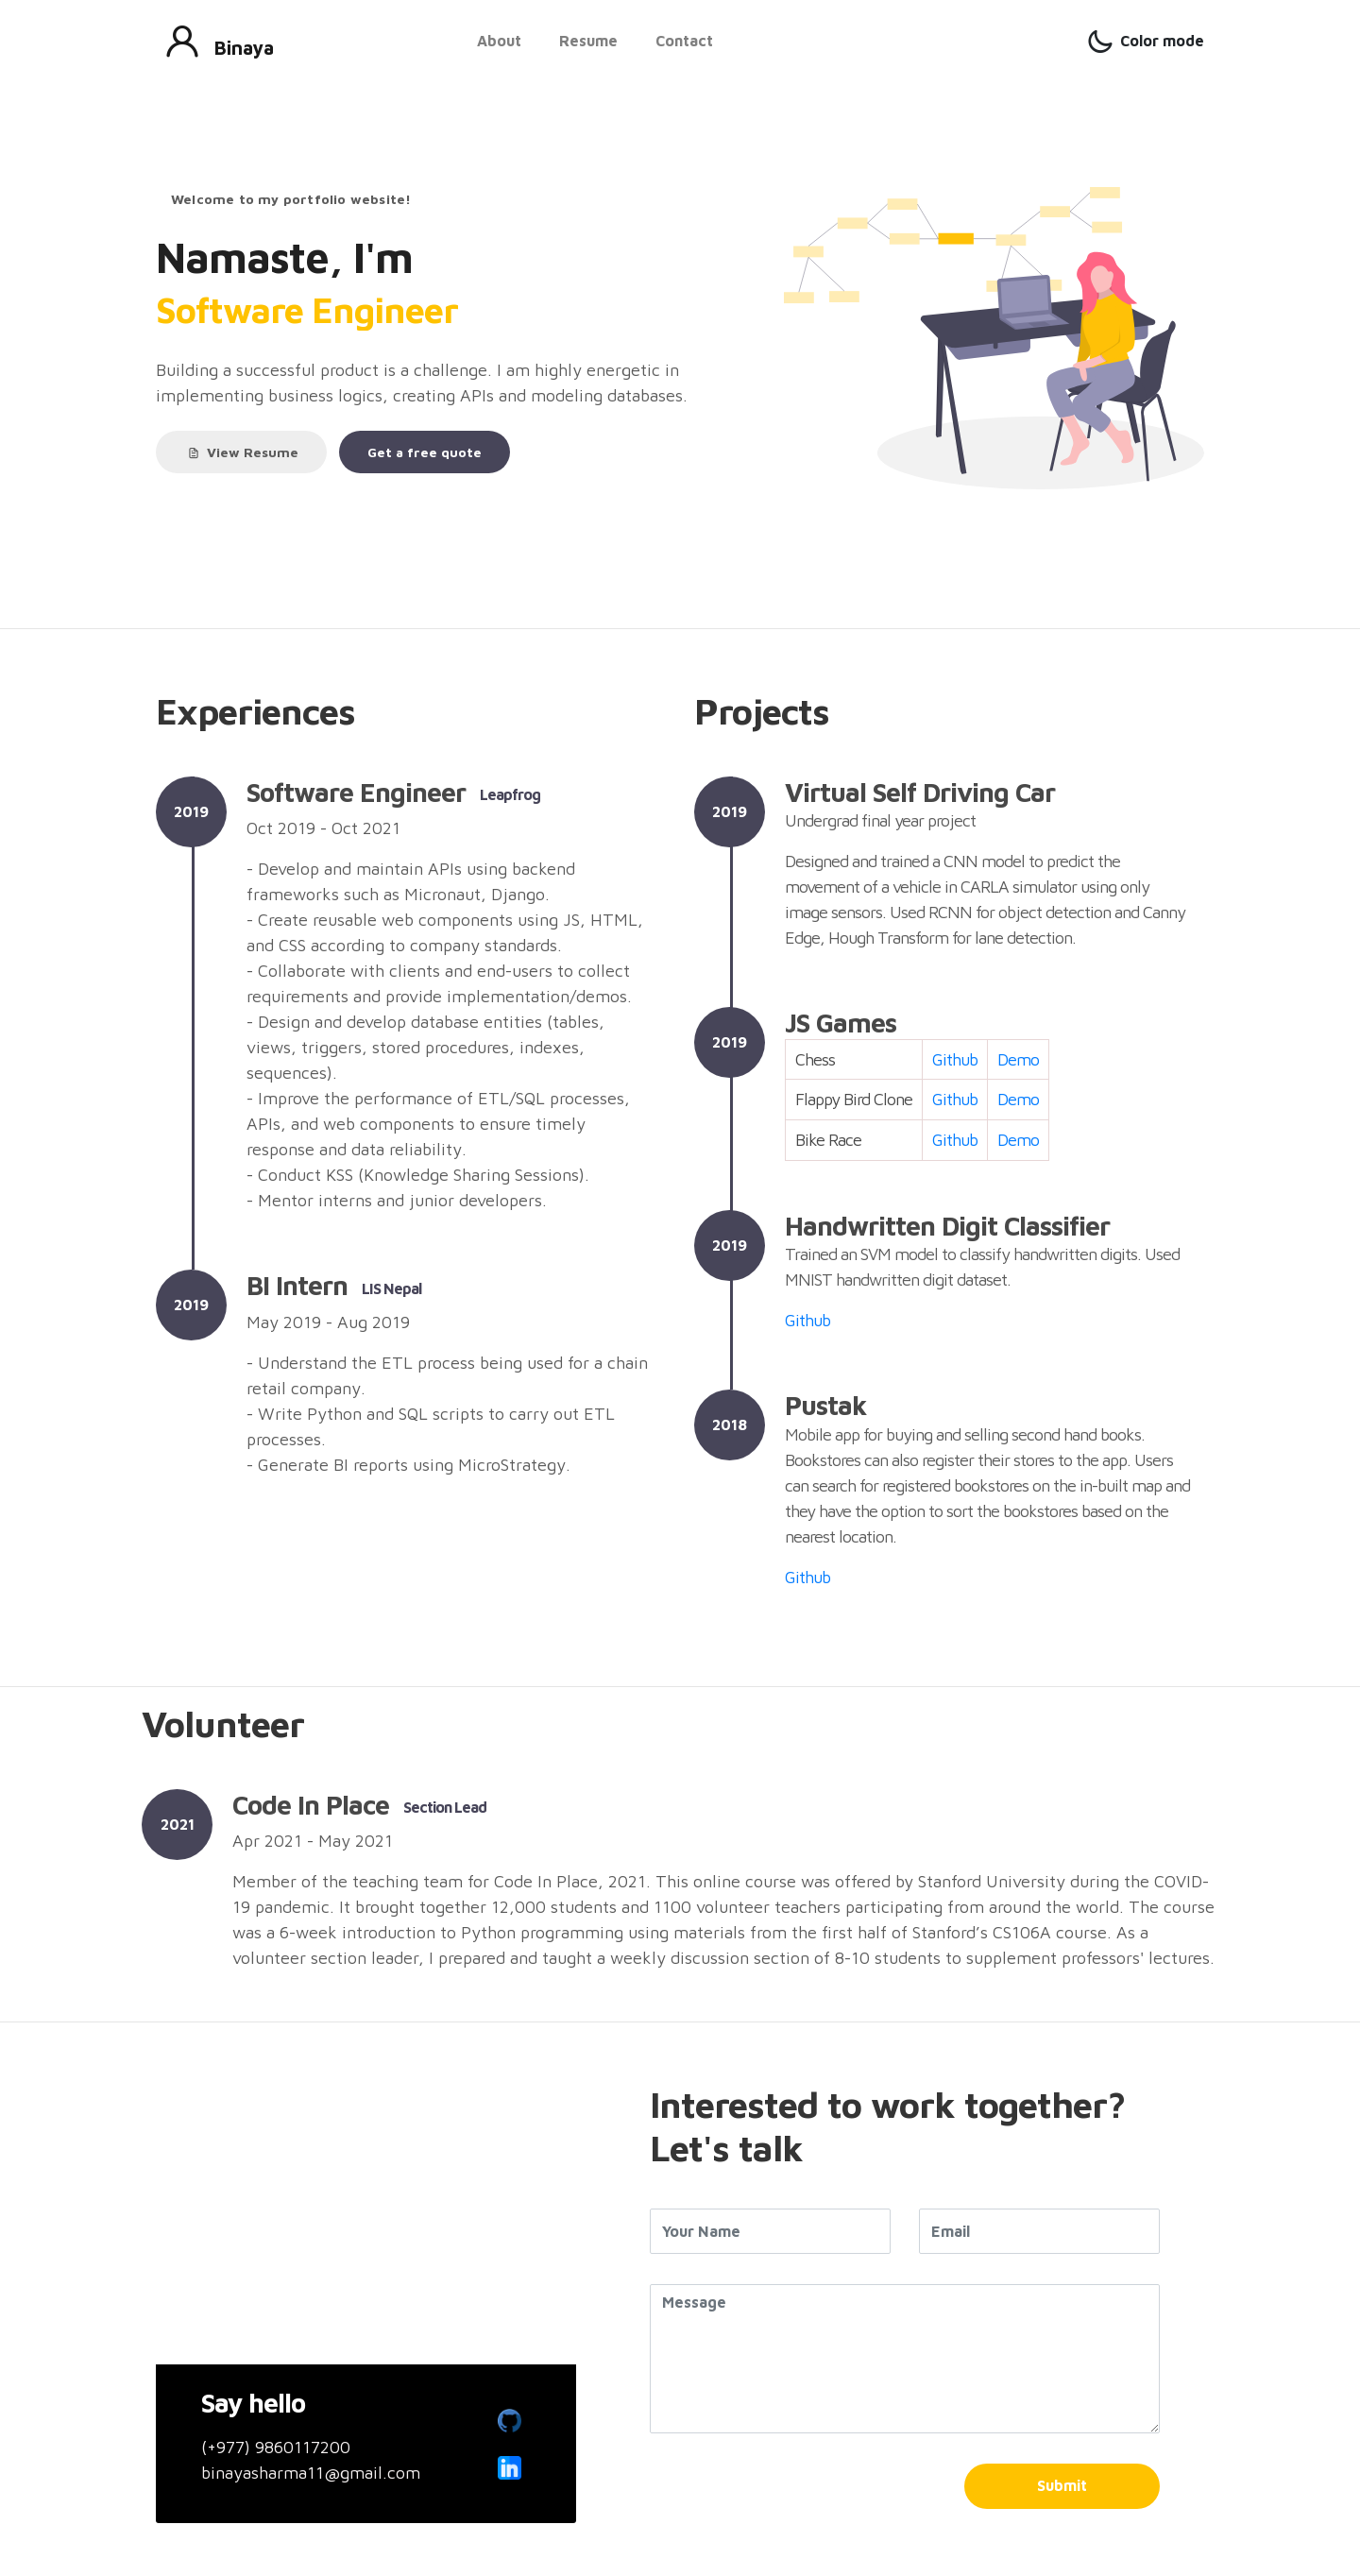 Binaya
About
Resume
Contact
Color mode
Welcome to my portfolio website!
Namaste, I'm
Software Engineer
Building a successful product is a challenge. I am highly energetic in
implementing business logics, creating APIs and modeling databases.
View Resume
Get a free quote
Experiences
2019
Software Engineer Leapfrog
Oct 2019 - Oct 2021
- Develop and maintain APIs using backend
frameworks such as Micronaut, Django.
- Create reusable web components using JS, HTML,
and CSS according to company standards.
- Collaborate with clients and end-users to collect
requirements and provide implementation/demos.
- Design and develop database entities (tables,
views, triggers, stored procedures, indexes,
sequences).
- Improve the performance of ETL/SQL processes,
APIs, and web components to ensure timely
response and data reliability.
- Conduct KSS (Knowledge Sharing Sessions).
- Mentor interns and junior developers.
2019
BI Intern LIS Nepal
May 2019 - Aug 2019
- Understand the ETL process being used for a chain
retail company.
- Write Python and SQL scripts to carry out ETL
processes.
- Generate BI reports using MicroStrategy.
Projects
2019
Virtual Self Driving Car
Undergrad final year project
Designed and trained a CNN model to predict the
movement of a vehicle in CARLA simulator using only
image sensors. Used RCNN for object detection and Canny
Edge, Hough Transform for lane detection.
2019
JS Games
Chess Github Demo
Flappy Bird Clone Github Demo
Bike Race Github Demo
2019
Handwritten Digit Classifier
Trained an SVM model to classify handwritten digits. Used
MNIST handwritten digit dataset.
Github
2018
Pustak
Mobile app for buying and selling second hand books.
Bookstores can also register their stores to the app. Users
can search for registered bookstores on the in-built map and
they have the option to sort the bookstores based on the
nearest location.
Github
Volunteer
2021
Code In Place Section Lead
Apr 2021 - May 2021
Member of the teaching team for Code In Place, 2021. This online course was offered by Stanford University during the COVID-
19 pandemic. It brought together 12,000 students and 1100 volunteer teachers participating from around the world. The course
was a 6-week introduction to Python programming using materials from the first half of Stanford’s CS106A course. As a
volunteer section leader, I prepared and taught a weekly discussion section of 8-10 students to supplement professors' lectures.
Say hello
(+977) 9860117200
binayasharma11@gmail.com
in
Interested to work together?
Let's talk
Your Name
Email
Message
Submit